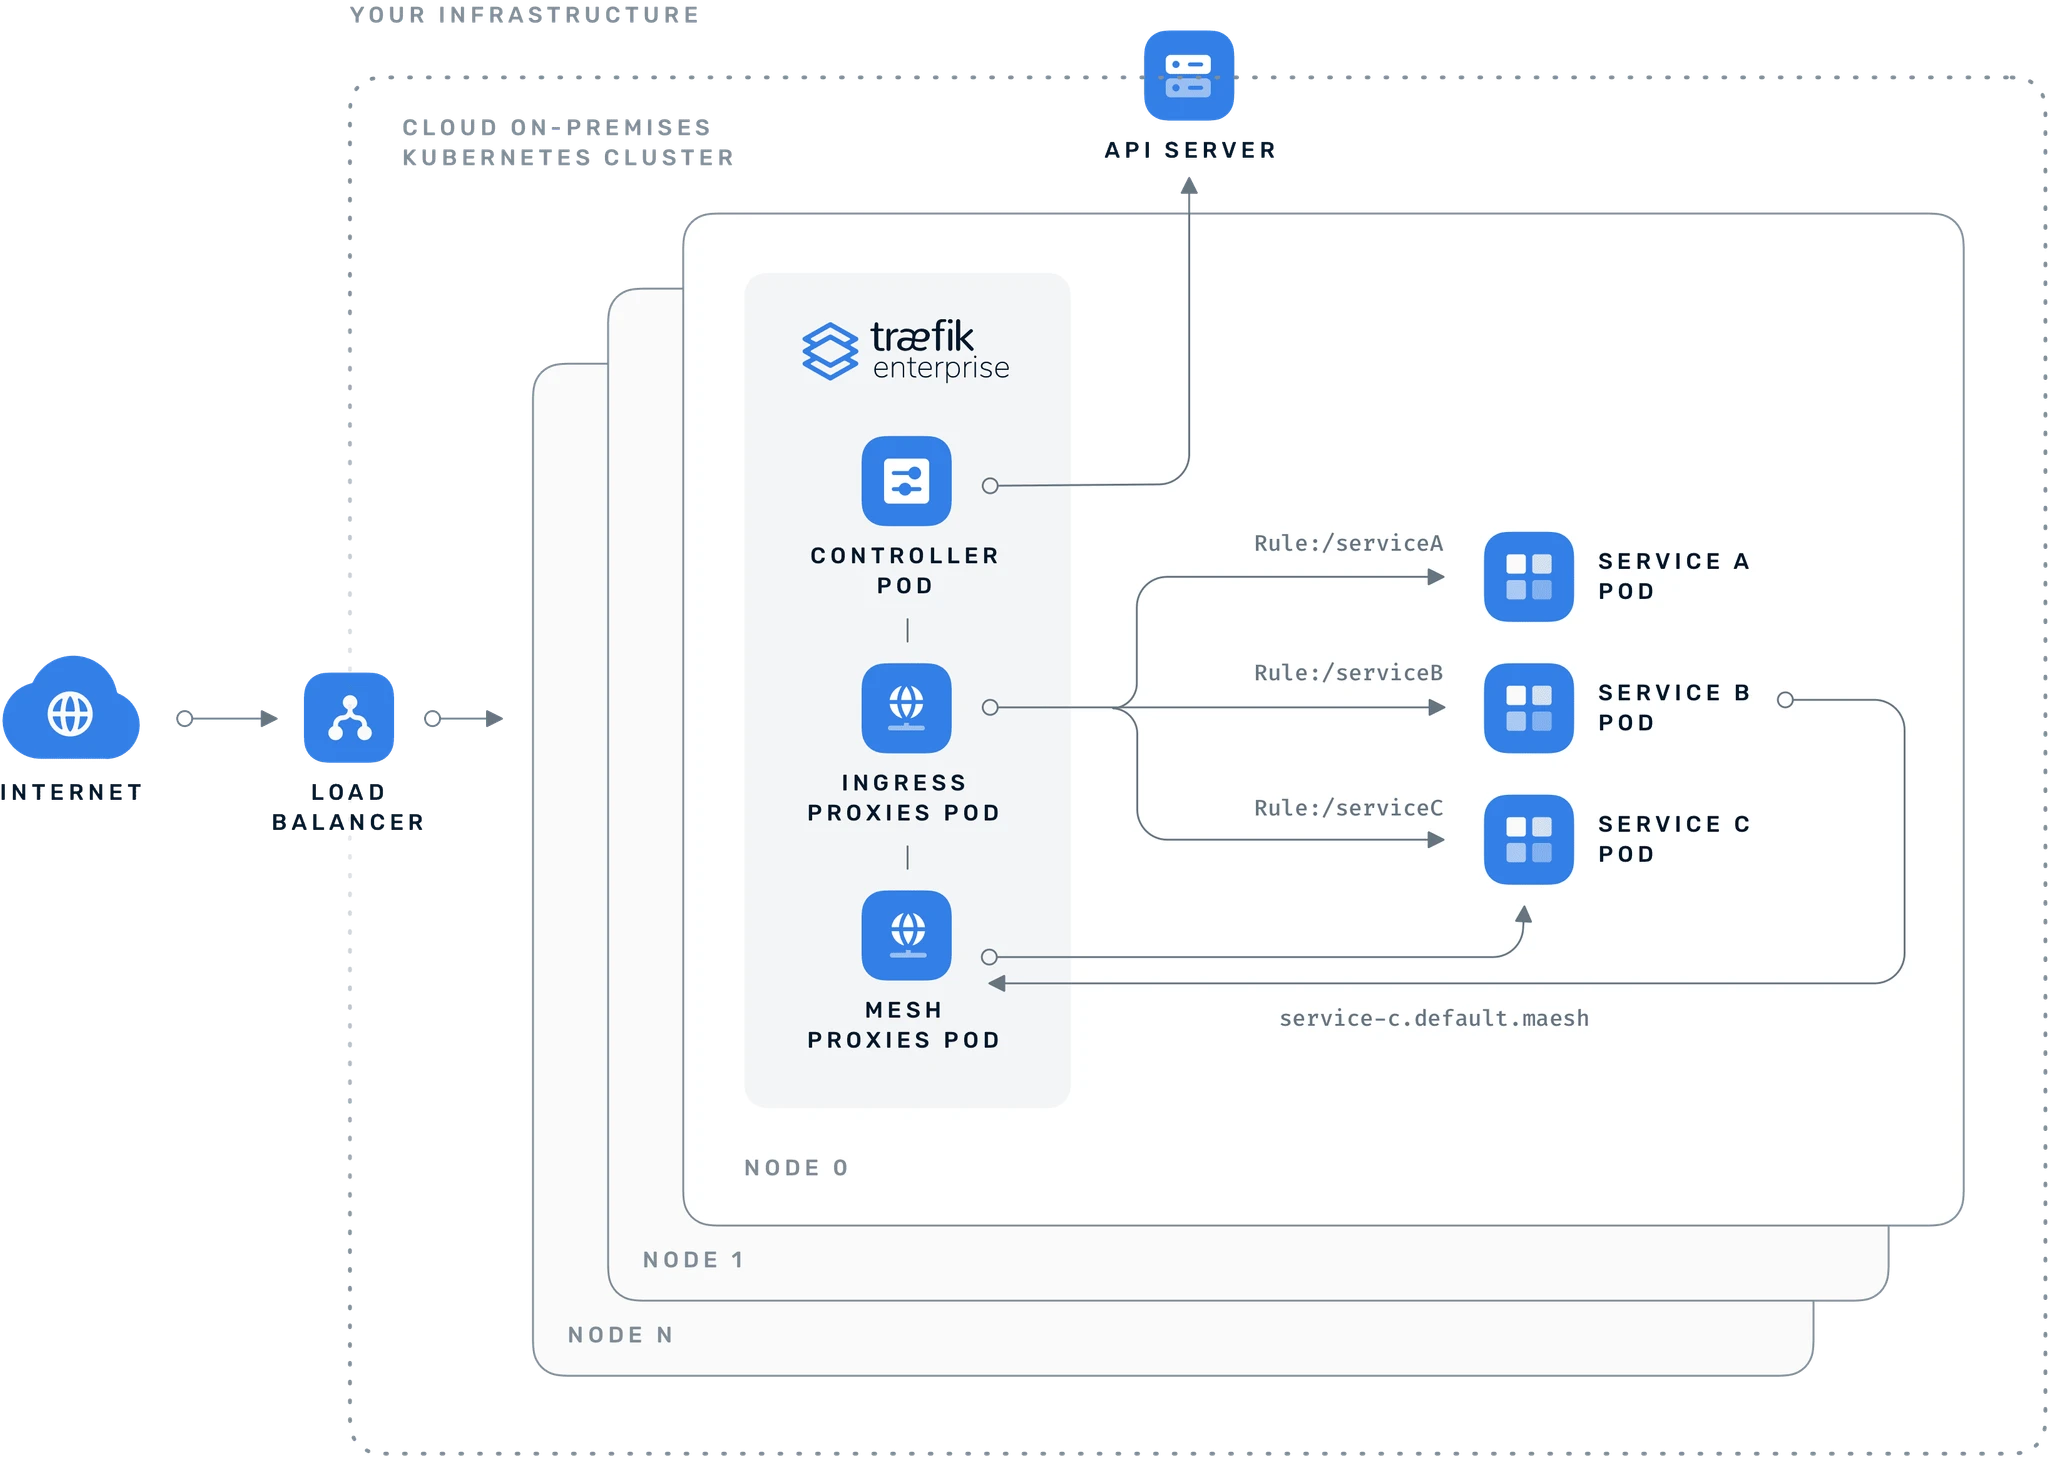 YOUR INFRASTRUCTURE
CLOUD ON-PREMISES
KUBERNETES CLUSTER
API SERVER
træfik
enterprise
CONTROLLER
POD
Rule:/serviceA
SERVICE A
POD
Rule:/serviceB
SERVICE B
POD
INTERNET
LOAD
BALANCER
INGRESS
PROXIES POD
Rule:/serviceC
SERVICE C
POD
MESH
PROXIES POD
service-c.default.maesh
NODE 0
NODE 1
NODE N